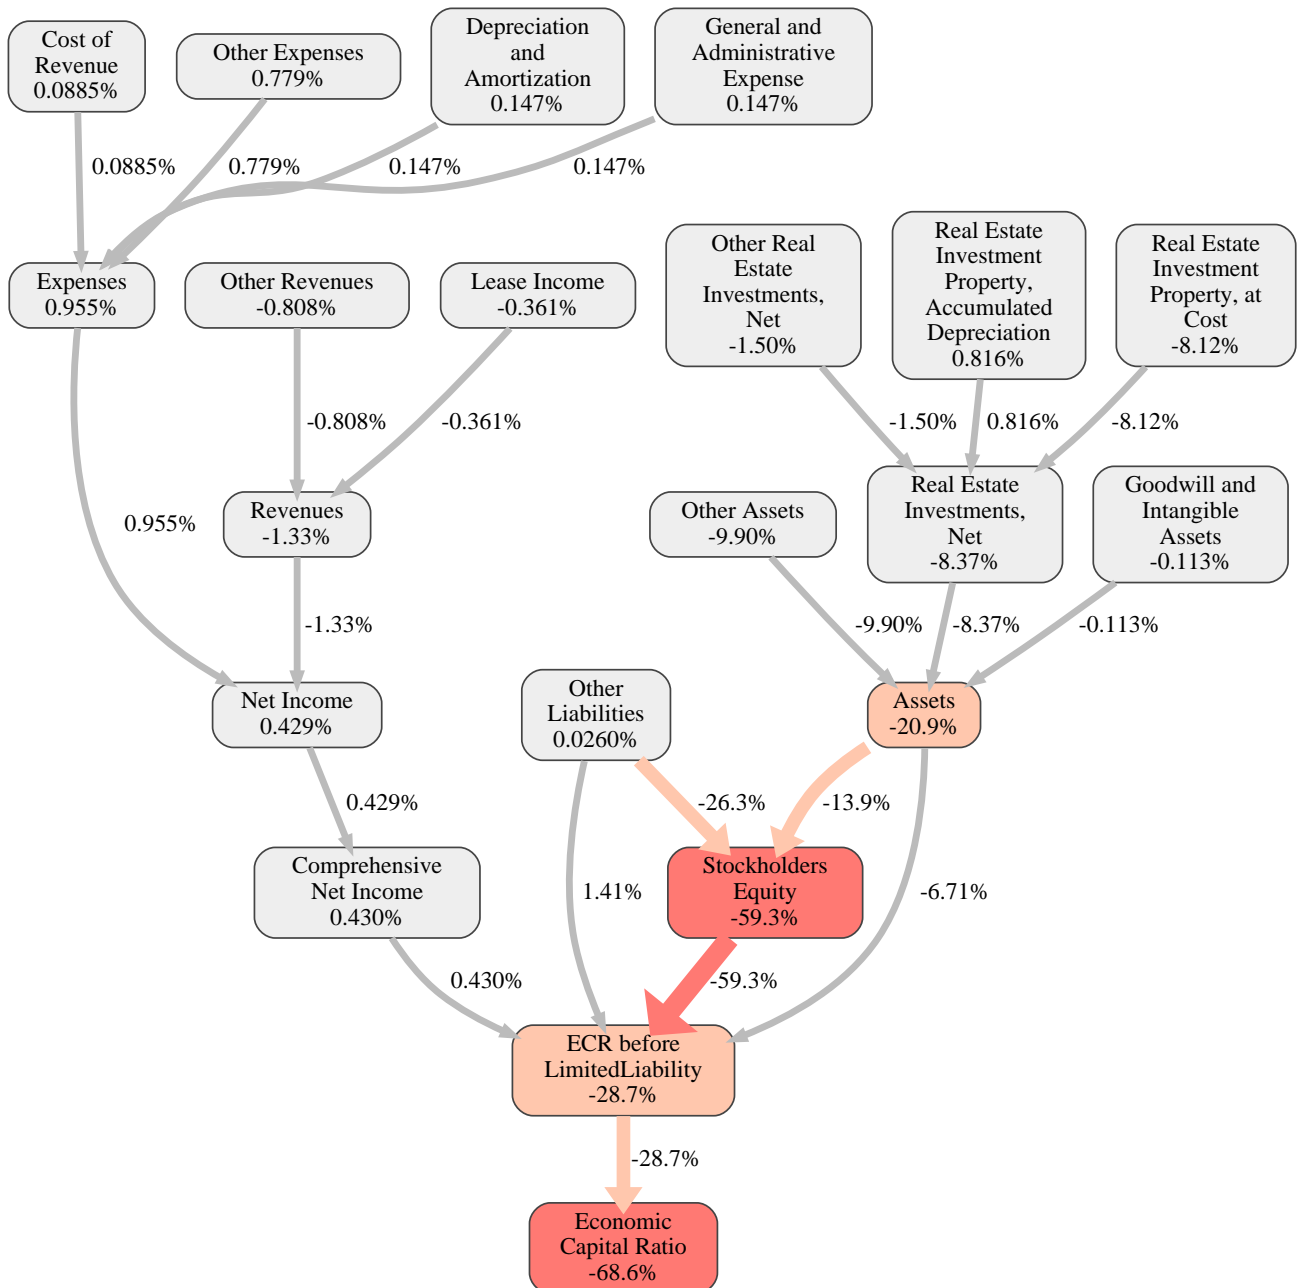 Cost of
Revenue
0.0885%
Other Expenses
0.779%
Depreciation
and
Amortization
0.147%
General and
Administrative
Expense
0.147%
0.0885%
0.779%
0.147%
0.147%
Expenses
0.955%
Other Revenues
-0.808%
Lease Income
-0.361%
Other Real
Estate
Investments,
Net
-1.50%
Real Estate
Investment
Property,
Accumulated
Depreciation
0.816%
Real Estate
Investment
Property, at
Cost
-8.12%
-0.808%
-0.361%
-1.50%
0.816%
-8.12%
0.955%
Revenues
-1.33%
Other Assets
-9.90%
Real Estate
Investments,
Net
-8.37%
Goodwill and
Intangible
Assets
-0.113%
-1.33%
-9.90%
-8.37%
-0.113%
Net Income
0.429%
Other
Liabilities
0.0260%
Assets
-20.9%
0.429%
-26.3%
-13.9%
Comprehensive
Net Income
0.430%
1.41%
Stockholders
Equity
-59.3%
-6.71%
0.430%
-59.3%
ECR before
LimitedLiability
-28.7%
-28.7%
Economic
Capital Ratio
-68.6%